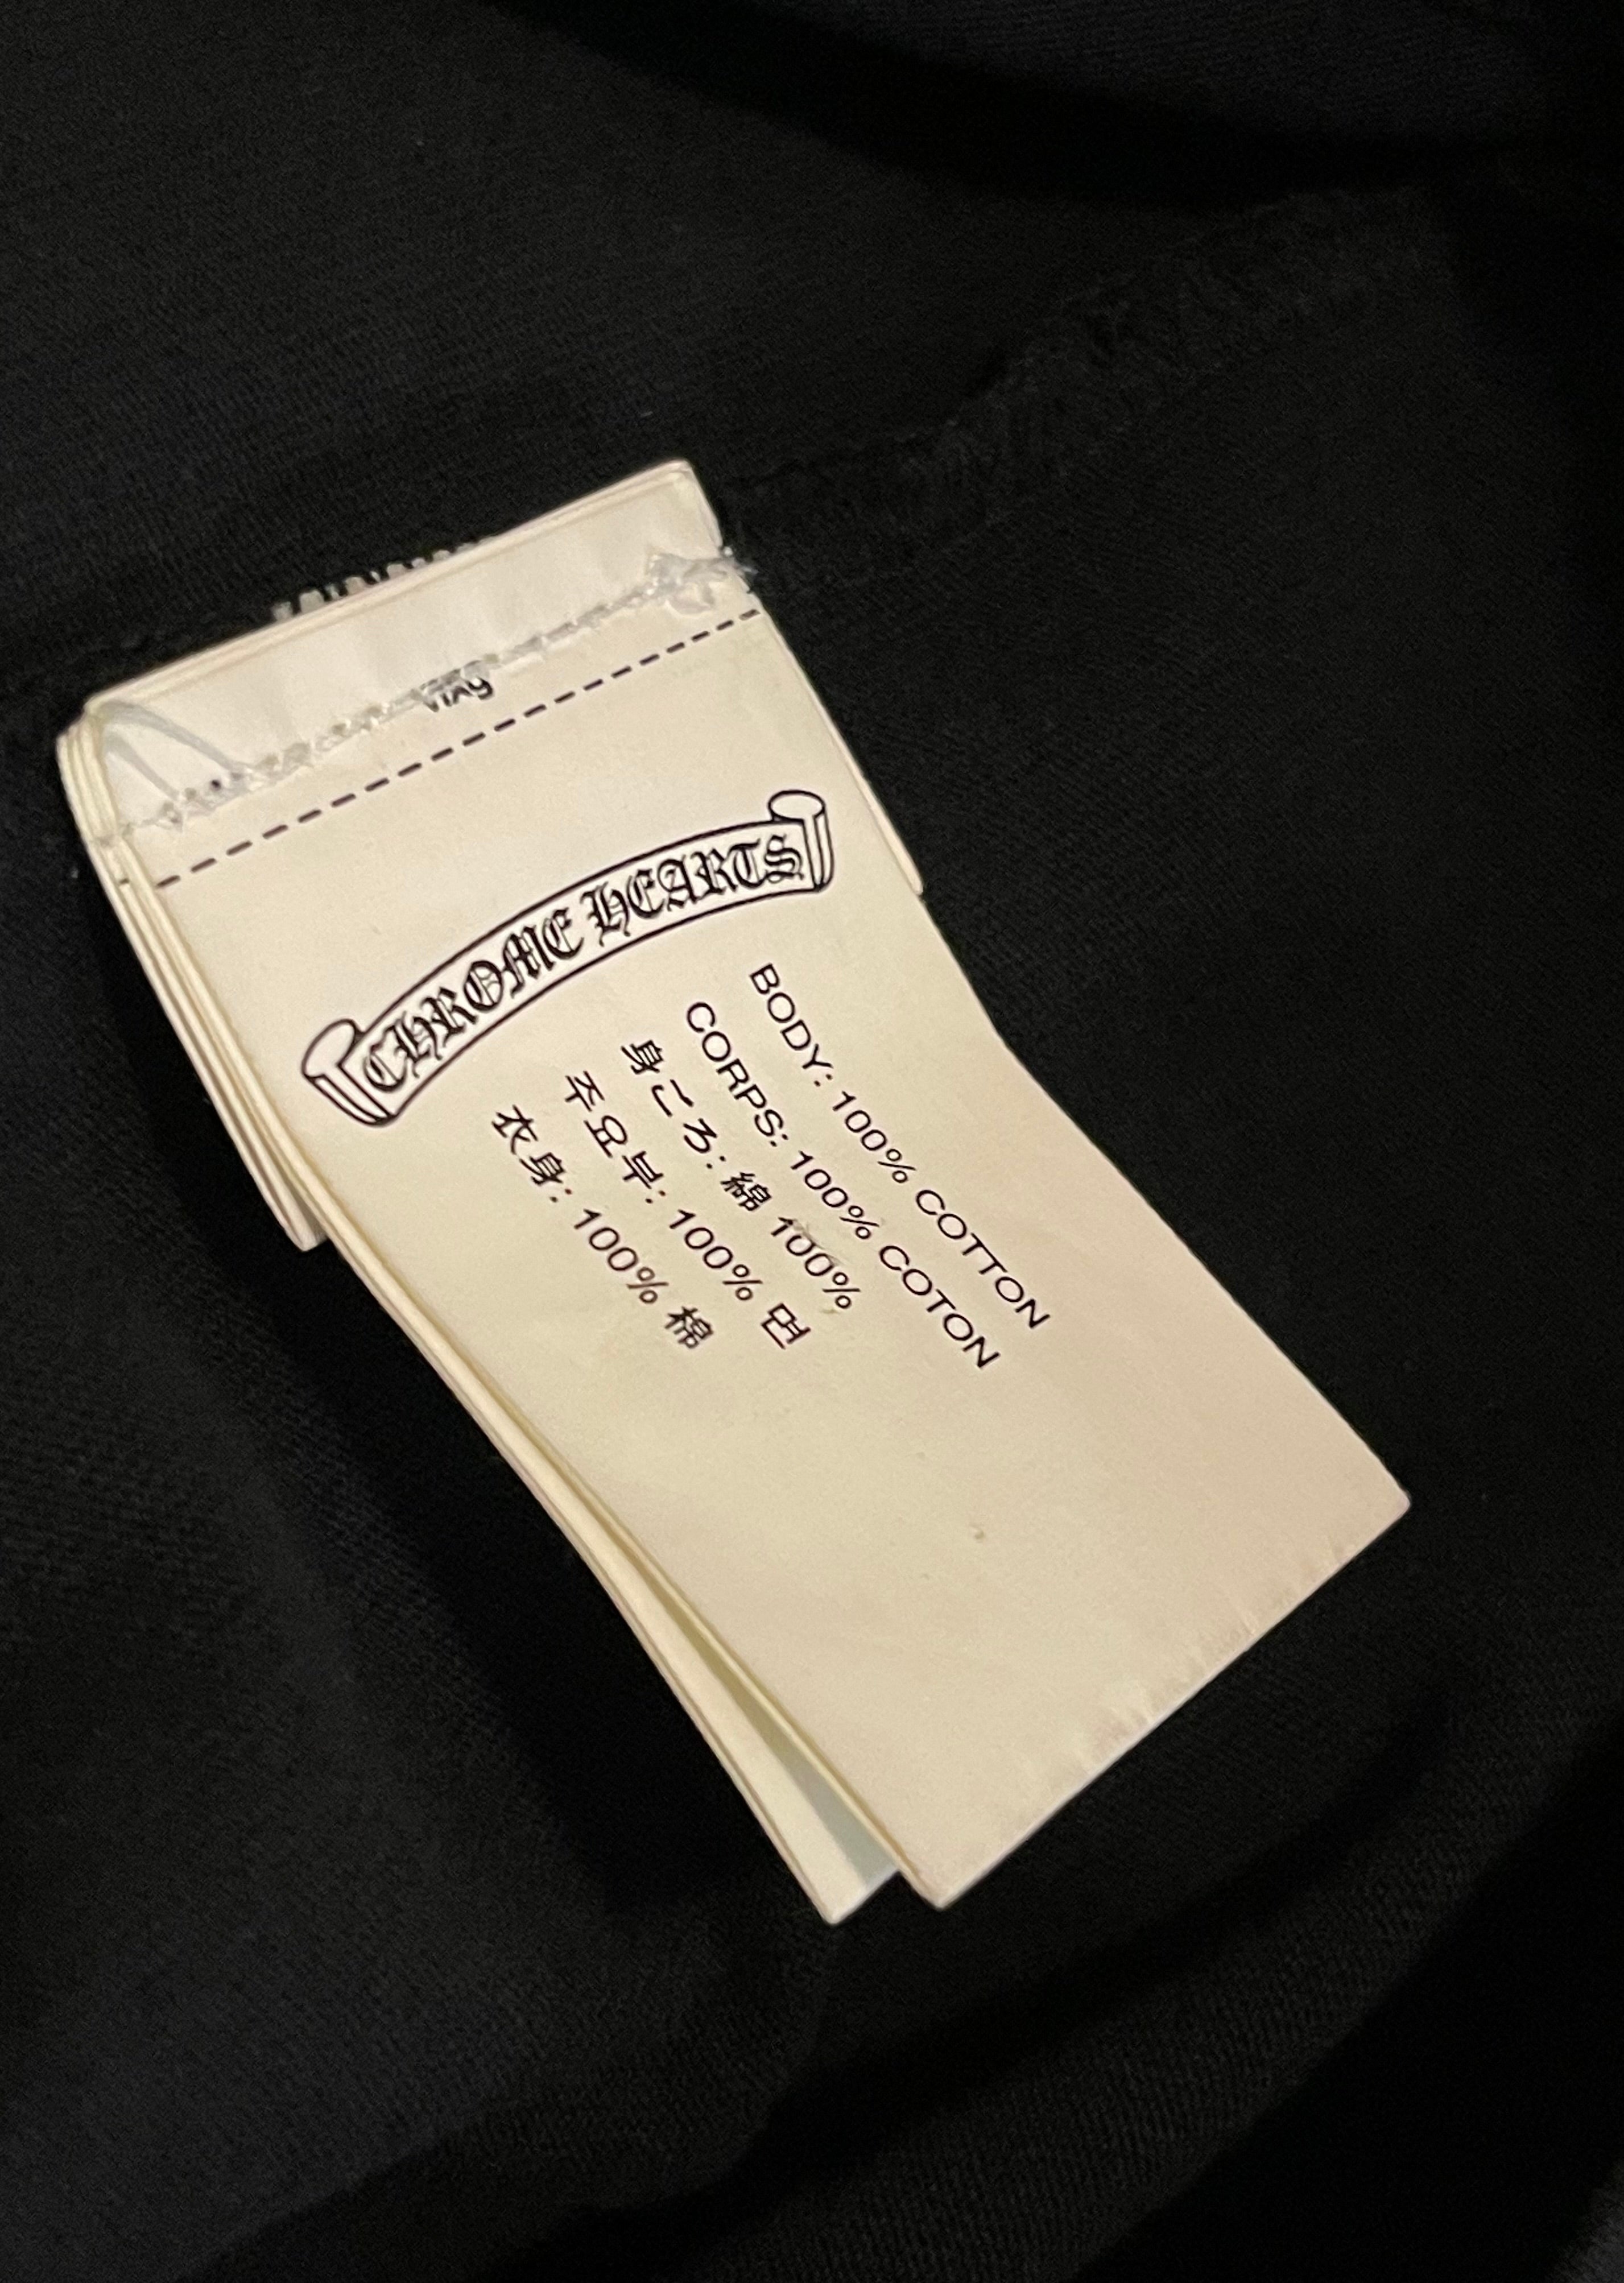 CHROME HEARTS
BODY: 100% COTTON
CORPS: 100% COTON
身ごろ: 綿 100%
주요부: 100% 면
衣身: 100% 棉